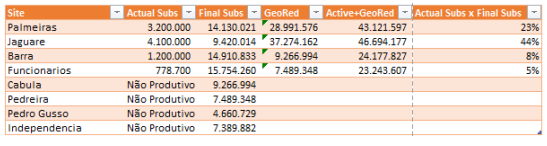 Site Actual Subs Final Subs GeoRed Active+GeoRed Actual Subs x Final Subs
Palmeiras 3.200.000 14.130.021 28.991.576 43.121.597 23%
Jaguare 4.100.000 9.420.014 37.274.162 46.694.177 44%
Barra 1.200.000 14.910.833 9.266.994 24.177.827 8%
Funcionarios 778.700 15.754.260 7.489.348 23.243.607 5%
Cabula Não Produtivo 9.266.994
Pedreira Não Produtivo 7.489.348
Pedro Gusso Não Produtivo 4.660.729
Independencia Não Produtivo 7.389.882